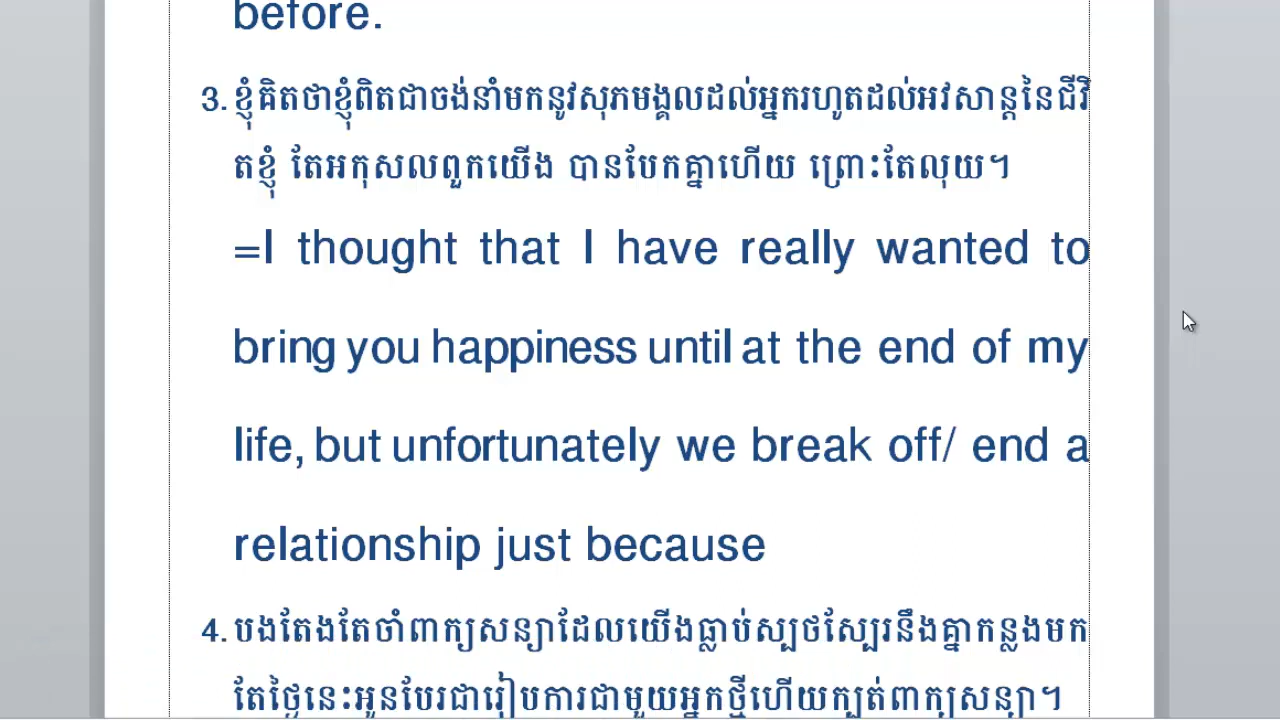 before.
3. ខ្ញុំគិតថាខ្ញុំពិតជាចង់នាំមកនូវសុភមង្គលដល់អ្នករហូតដល់អវសាន្តនៃជីវិ
តខ្ញុំ តែអកុសលពួកយើង បានបែកគ្នាហើយ ព្រោះតែលុយ។
=I thought that I have really wanted to
bring you happiness until at the end of my
life, but unfortunately we break off/ end a
relationship just because
4. បងតែងតែចាំពាក្យសន្យាដែលយើងធ្លាប់ស្បថស្បែរនឹងគ្នាកន្លងមក
តែថ្ងៃនេះអូនបែរជារៀបការជាមួយអ្នកថ្មីហើយក្បត់ពាក្យសន្យា។